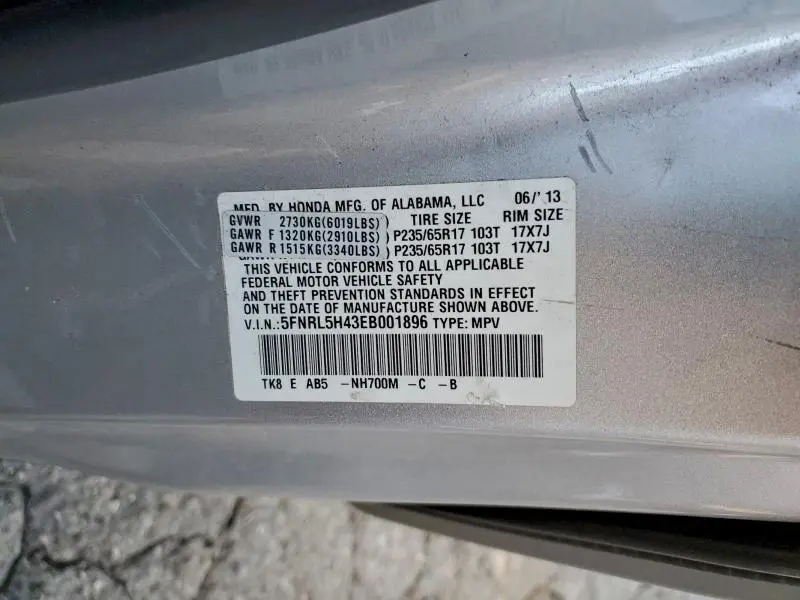 MFD. BY HONDA MFG. OF ALABAMA, LLC 06/'13
GVWR 2730KG(6019LBS) TIRE SIZE RIM SIZE
GAWR F 1320KG(2910LBS) P235/65R17 103T 17X7J
GAWR R 1515KG(3340LBS) P235/65R17 103T 17X7J
THIS VEHICLE CONFORMS TO ALL APPLICABLE
FEDERAL MOTOR VEHICLE SAFETY
AND THEFT PREVENTION STANDARDS IN EFFECT
ON THE DATE OF MANUFACTURE SHOWN ABOVE.
V.I.N.:5FNRL5H43EB001896 TYPE: MPV
TK8 E AB5 -NH700M -C -B